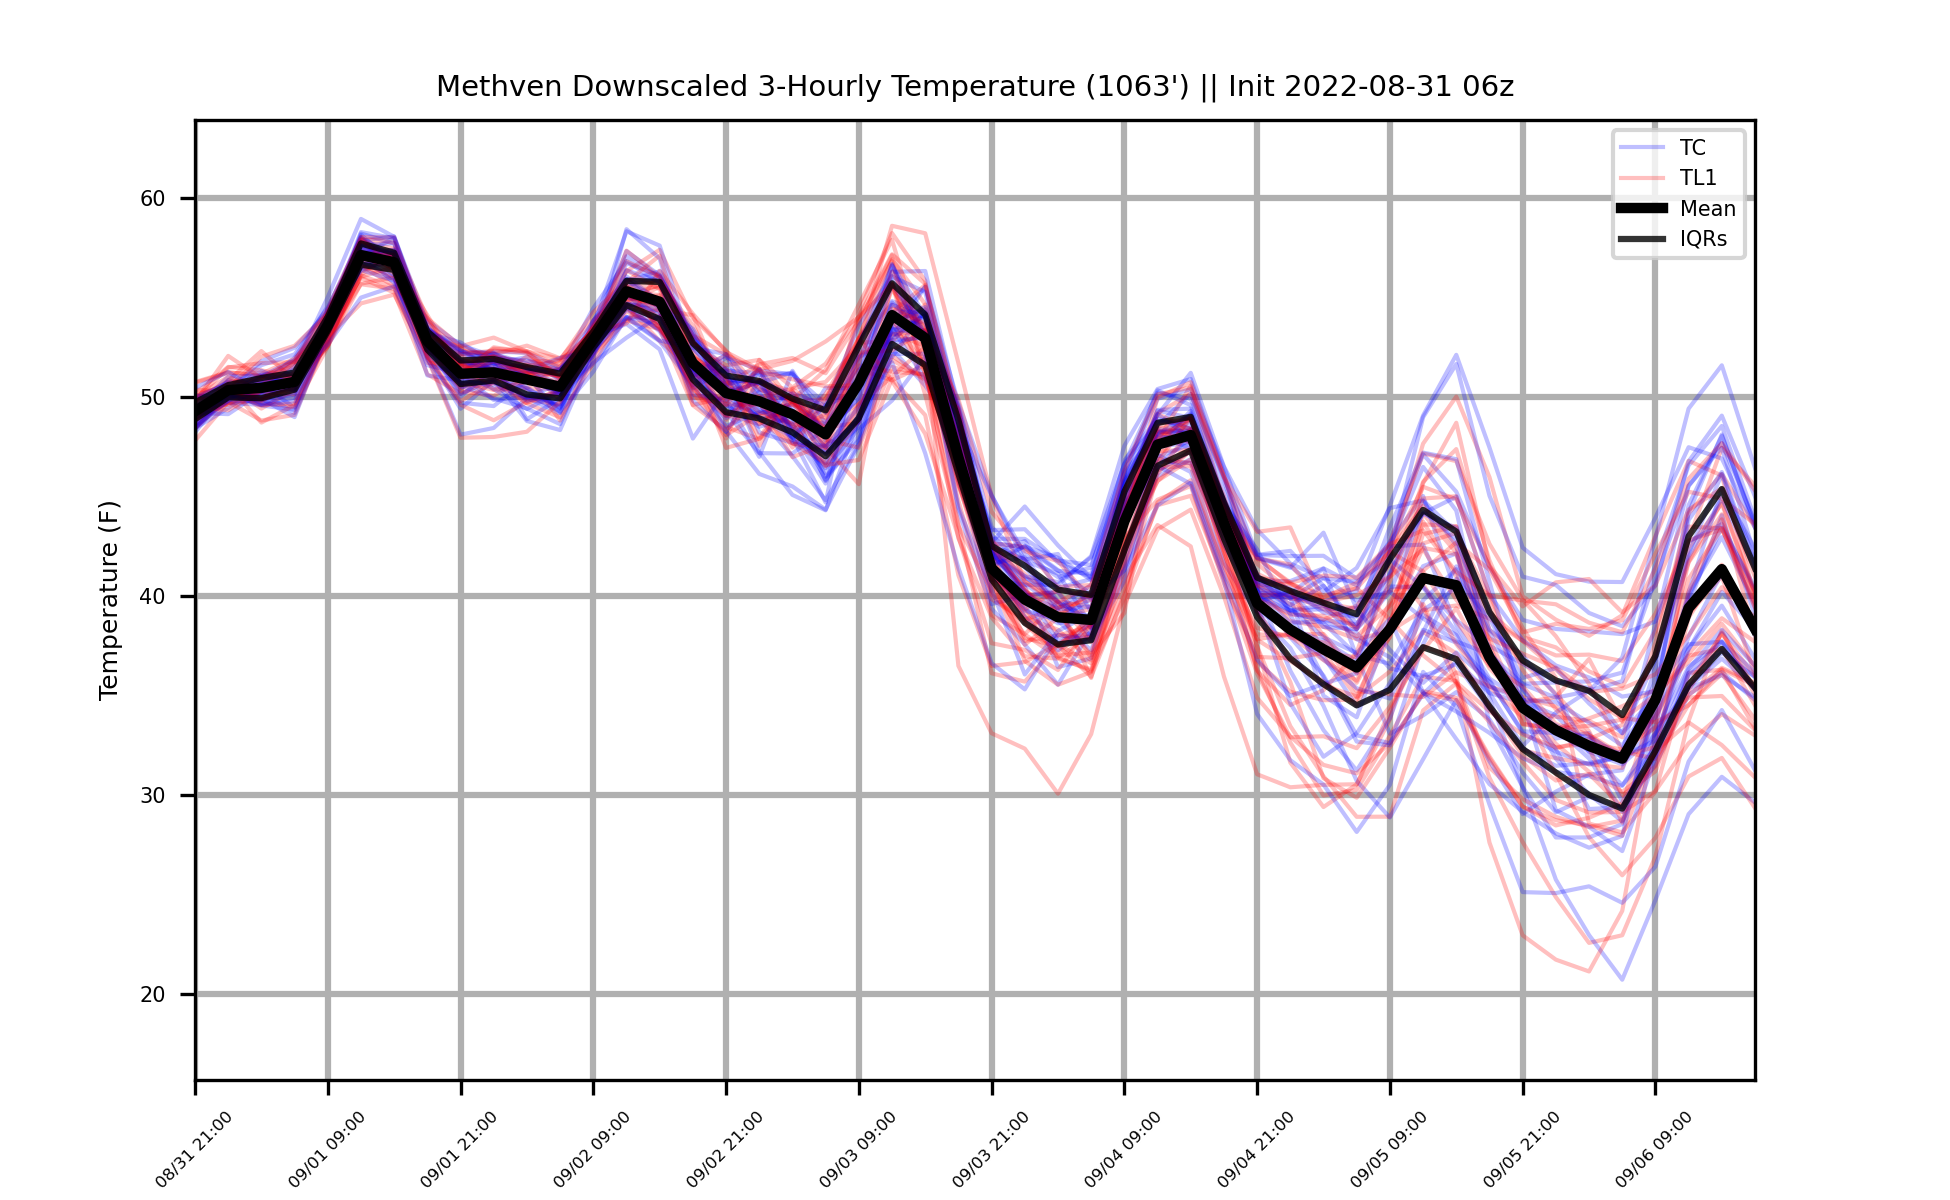 Methven Downscaled 3-Hourly Temperature (1063') || Init 2022-08-31 06z
TC
TL1
Mean
IQRs
Temperature (F)
60
50
40
30
20
08/31 21:00
09/01 09:00
09/01 21:00
09/02 09:00
09/02 21:00
09/03 09:00
09/03 21:00
09/04 09:00
09/04 21:00
09/05 09:00
09/05 21:00
09/06 09:00